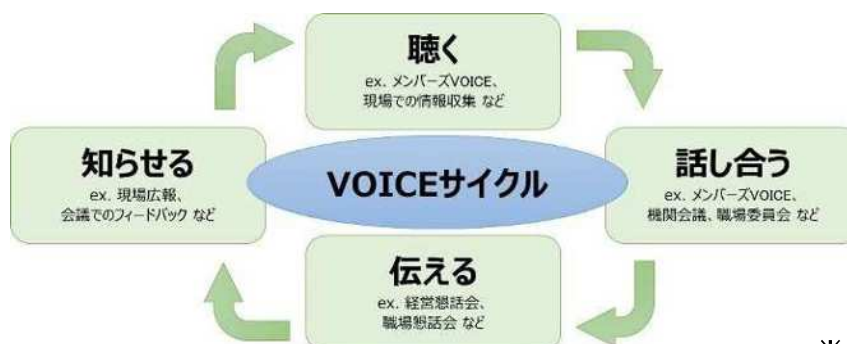 聴く
ex. メンバーズVOICE、
現場での情報収集 など
知らせる
ex. 現場広報、
会議でのフィードバック など
VOICEサイクル
話し合う
ex. メンバーズVOICE、
機関会議、職場委員会 など
伝える
ex. 経営懇話会、
職場懇話会 など
※